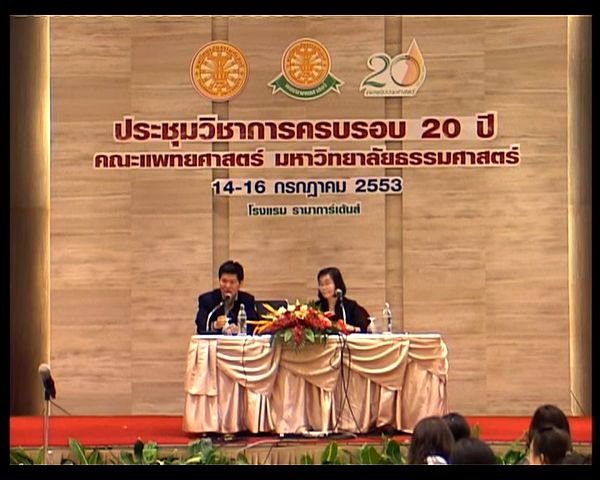 20
ประชุมวิชาการครบรอบ 20 ปี
คณะแพทยศาสตร์ มหาวิทยาลัยธรรมศาสตร์
14-16 กรกฎาคม 2553
โรงแรม รามาการ์เด้นส์